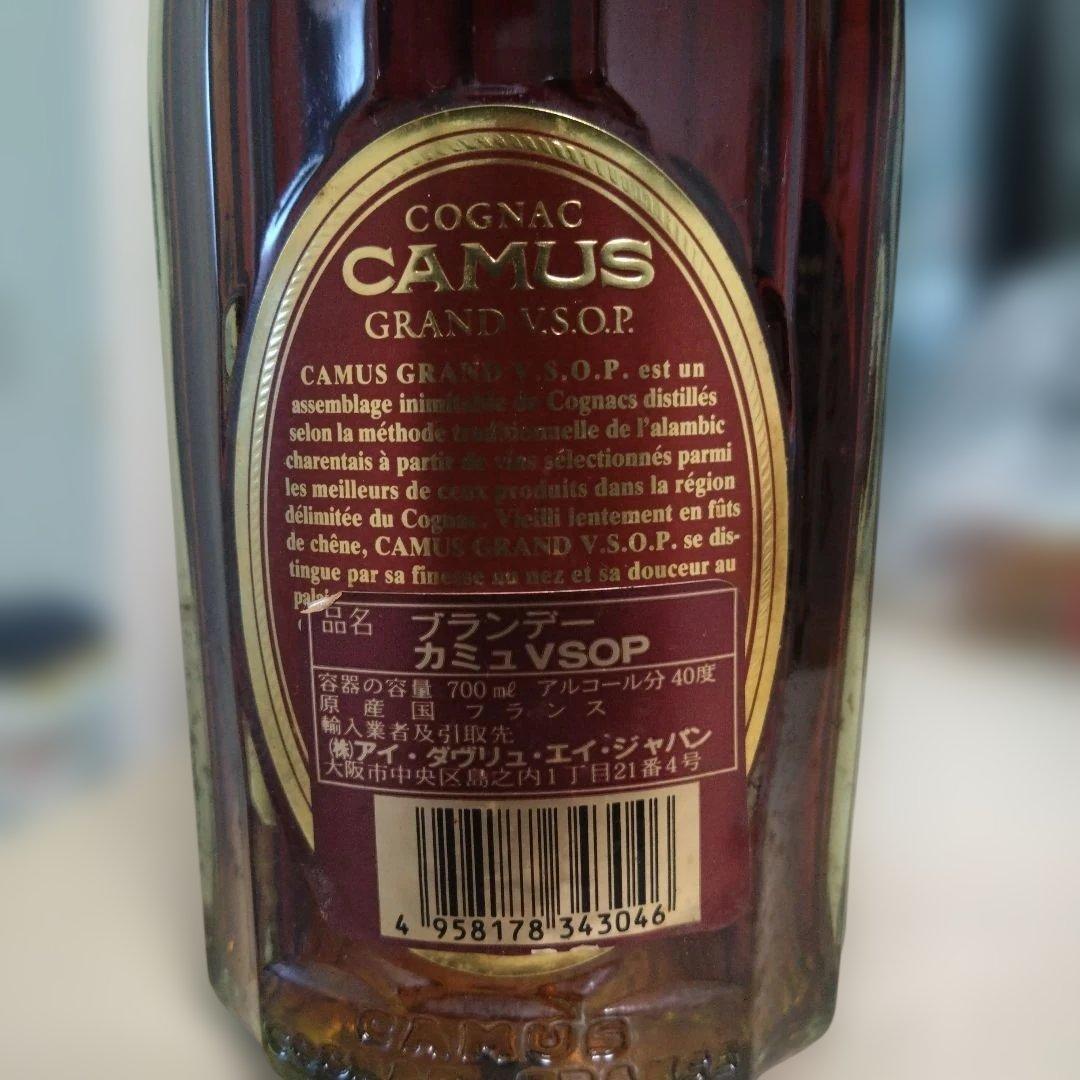 COGNAC
CAMUS
GRAND V.S.O.P.
CAMUS GRAND V.S.O.P. est un
assemblage inimitable de Cognacs distillés
selon la méthode traditionnelle de l'alambic
charentais à partir de vins sélectionnés parmi
les meilleurs de ceux produits dans la région
délimitée du Cognac. Vieilli lentement en fûts
de chêne, CAMUS GRAND V.S.O.P. se dis-
tingue par sa finesse au nez et sa douceur au
品名 ブランデー
カミュVSOP
容器の容量 700㎖ アルコール分40度
原産国 フランス
輸入業者及引取先
㈱アイ・ダヴリュ・エイ・ジャパン
大阪市中央区島之内1丁目21番4号
4 958178 343046
CAMUS